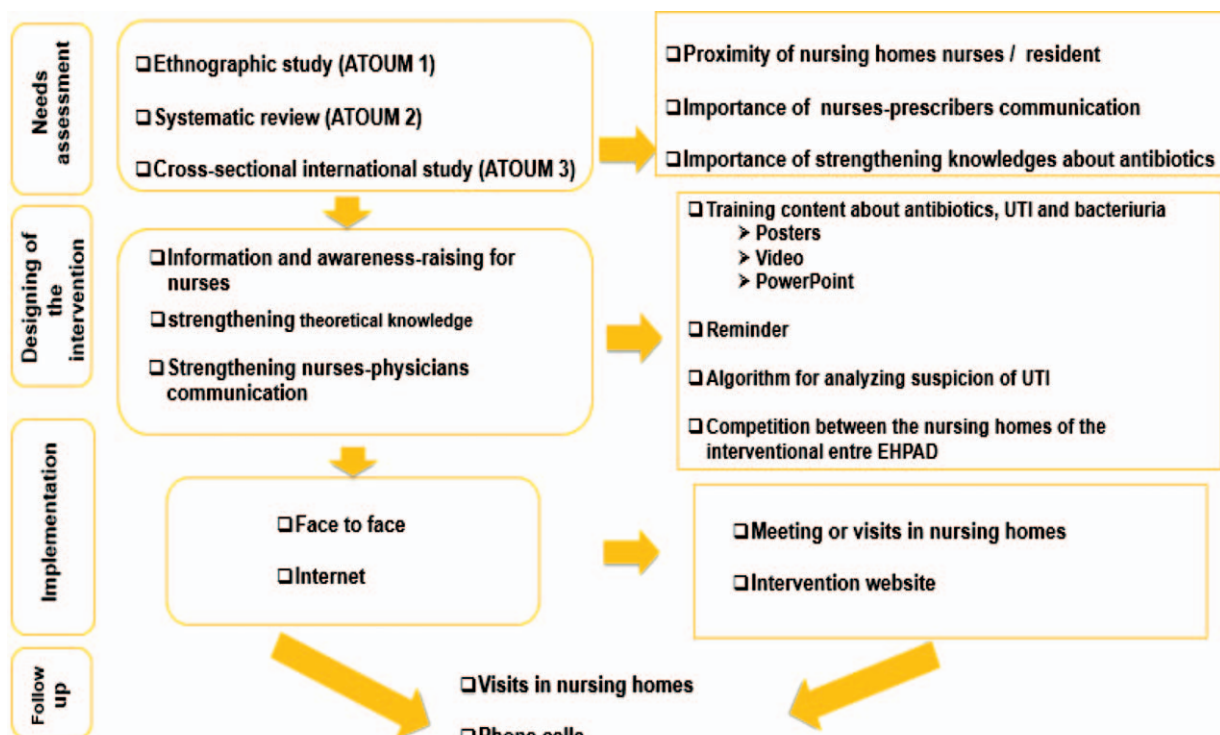 Needs
assessment
❑Ethnographic study (ATOUM 1)
❑Systematic review (ATOUM 2)
❑Cross-sectional international study (ATOUM 3)
❑Proximity of nursing homes nurses / resident
❑Importance of nurses-prescribers communication
❑Importance of strengthening knowledges about antibiotics
Designing of
the
intervention
❑Information and awareness-raising for
nurses
❑strengthening theoretical knowledge
❑Strengthening nurses-physicians
communication
❑Training content about antibiotics, UTI and bacteriuria
➢ Posters
➢ Video
➢ PowerPoint
❑Reminder
❑Algorithm for analyzing suspicion of UTI
❑Competition between the nursing homes of the
interventional entre EHPAD
Implementation
❑Face to face
❑Internet
❑Meeting or visits in nursing homes
❑Intervention website
Follow
up
❑Visits in nursing homes
❑Phone calls